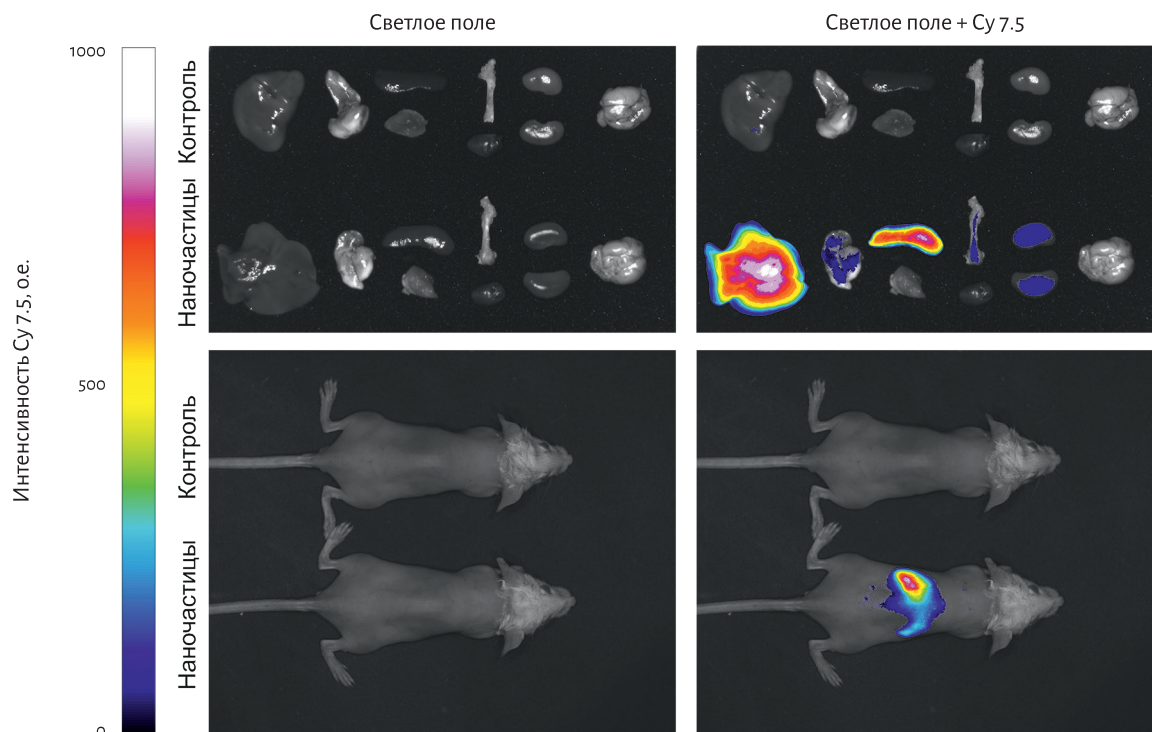 Светлое поле
Светлое поле + Cy 7.5
1000
500
0
Интенсивность Cy 7.5, о.е.
Контроль
Наночастицы
Контроль
Наночастицы